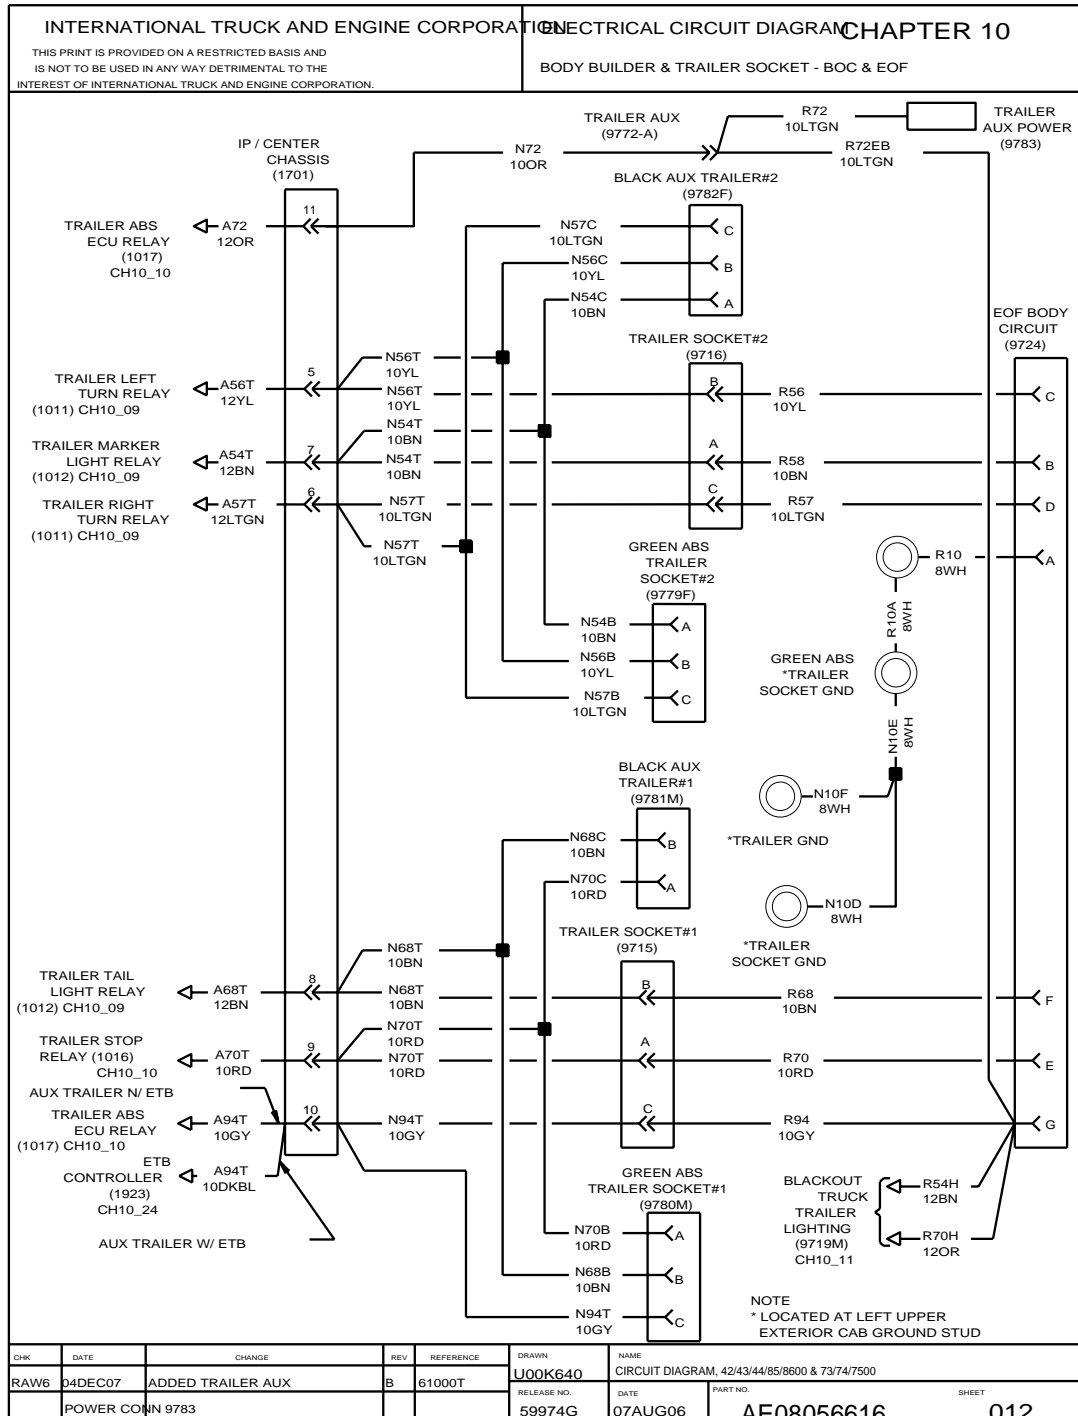 INTERNATIONAL TRUCK AND ENGINE CORPORATION
ELECTRICAL CIRCUIT DIAGRAM
CHAPTER 10
THIS PRINT IS PROVIDED ON A RESTRICTED BASIS AND
IS NOT TO BE USED IN ANY WAY DETRIMENTAL TO THE
INTEREST OF INTERNATIONAL TRUCK AND ENGINE CORPORATION.
BODY BUILDER & TRAILER SOCKET - BOC & EOF
TRAILER AUX
(9772-A)
R72
10LTGN
TRAILER
AUX POWER
(9783)
IP / CENTER
CHASSIS
(1701)
N72
10OR
R72EB
10LTGN
BLACK AUX TRAILER#2
(9782F)
TRAILER ABS
ECU RELAY
(1017)
CH10_10
A72
12OR
11
N57C
10LTGN
C
N56C
10YL
B
N54C
10BN
A
EOF BODY
CIRCUIT
(9724)
TRAILER SOCKET#2
(9716)
TRAILER LEFT
TURN RELAY
(1011) CH10_09
A56T
12YL
5
N56T
10YL
N56T
10YL
B
R56
10YL
C
TRAILER MARKER
LIGHT RELAY
(1012) CH10_09
A54T
12BN
7
N54T
10BN
N54T
10BN
A
R58
10BN
B
TRAILER RIGHT
TURN RELAY
(1011) CH10_09
A57T
12LTGN
6
N57T
10LTGN
N57T
10LTGN
C
R57
10LTGN
D
GREEN ABS
TRAILER
SOCKET#2
(9779F)
R10
8WH
A
R10A
8WH
N54B
10BN
A
N56B
10YL
B
N57B
10LTGN
C
GREEN ABS
*TRAILER
SOCKET GND
N10E
8WH
BLACK AUX
TRAILER#1
(9781M)
N10F
8WH
*TRAILER GND
N68C
10BN
B
N70C
10RD
A
N10D
8WH
*TRAILER
SOCKET GND
TRAILER SOCKET#1
(9715)
TRAILER TAIL
LIGHT RELAY
(1012) CH10_09
A68T
12BN
8
N68T
10BN
N68T
10BN
B
R68
10BN
F
TRAILER STOP
RELAY (1016)
CH10_10
A70T
10RD
9
N70T
10RD
N70T
10RD
A
R70
10RD
E
AUX TRAILER N/ ETB
TRAILER ABS
ECU RELAY
(1017) CH10_10
A94T
10GY
10
N94T
10GY
C
R94
10GY
G
ETB
CONTROLLER
(1923)
CH10_24
A94T
10DKBL
AUX TRAILER W/ ETB
GREEN ABS
TRAILER SOCKET#1
(9780M)
N70B
10RD
A
N68B
10BN
B
N94T
10GY
C
BLACKOUT
TRUCK
TRAILER
LIGHTING
(9719M)
CH10_11
R54H
12BN
R70H
12OR
NOTE
* LOCATED AT LEFT UPPER
EXTERIOR CAB GROUND STUD
CHK DATE CHANGE REV REFERENCE
RAW6 04DEC07 ADDED TRAILER AUX B 61000T
POWER CONN 9783
DRAWN
U00K640
NAME
CIRCUIT DIAGRAM, 42/43/44/85/8600 & 73/74/7500
RELEASE NO.
59974G
DATE
07AUG06
PART NO.
AE08056616
SHEET
012